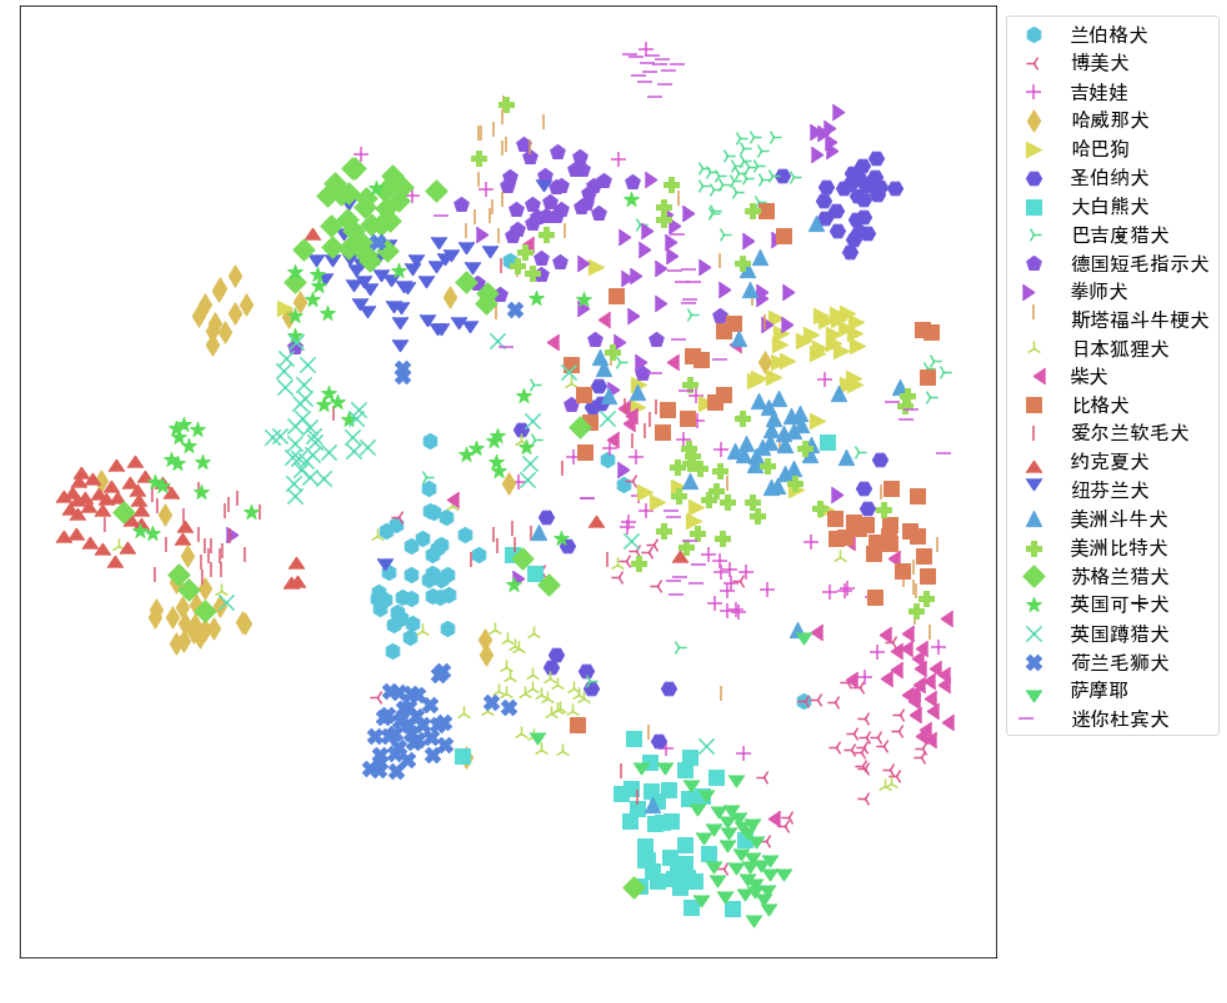 兰伯格犬
博美犬
吉娃娃
哈威那犬
哈巴狗
圣伯纳犬
大白熊犬
巴吉度猎犬
德国短毛指示犬
拳师犬
斯塔福斗牛梗犬
日本狐狸犬
柴犬
比格犬
爱尔兰软毛犬
约克夏犬
纽芬兰犬
美洲斗牛犬
美洲比特犬
苏格兰猎犬
英国可卡犬
英国蹲猎犬
荷兰毛狮犬
萨摩耶
迷你杜宾犬